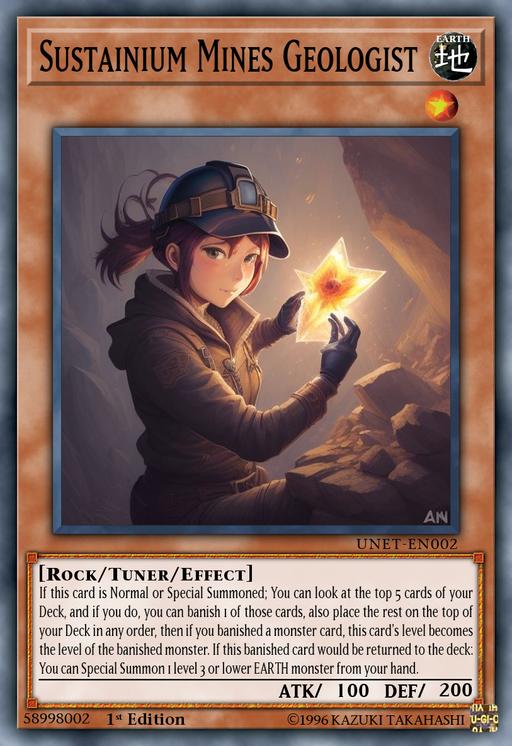 SUSTAINIUM MINES GEOLOGIST
EARTH
地
AN
UNET-EN002
[ROCK/TUNER/EFFECT]
If this card is Normal or Special Summoned; You can look at the top 5 cards of your
Deck, and if you do, you can banish 1 of those cards, also place the rest on the top of
your Deck in any order, then if you banished a monster card, this card's level becomes
the level of the banished monster. If this banished card would be returned to the deck:
You can Special Summon 1 level 3 or lower EARTH monster from your hand.
ATK/ 100 DEF/ 200
58998002 1st Edition ©1996 KAZUKI TAKAHASHI